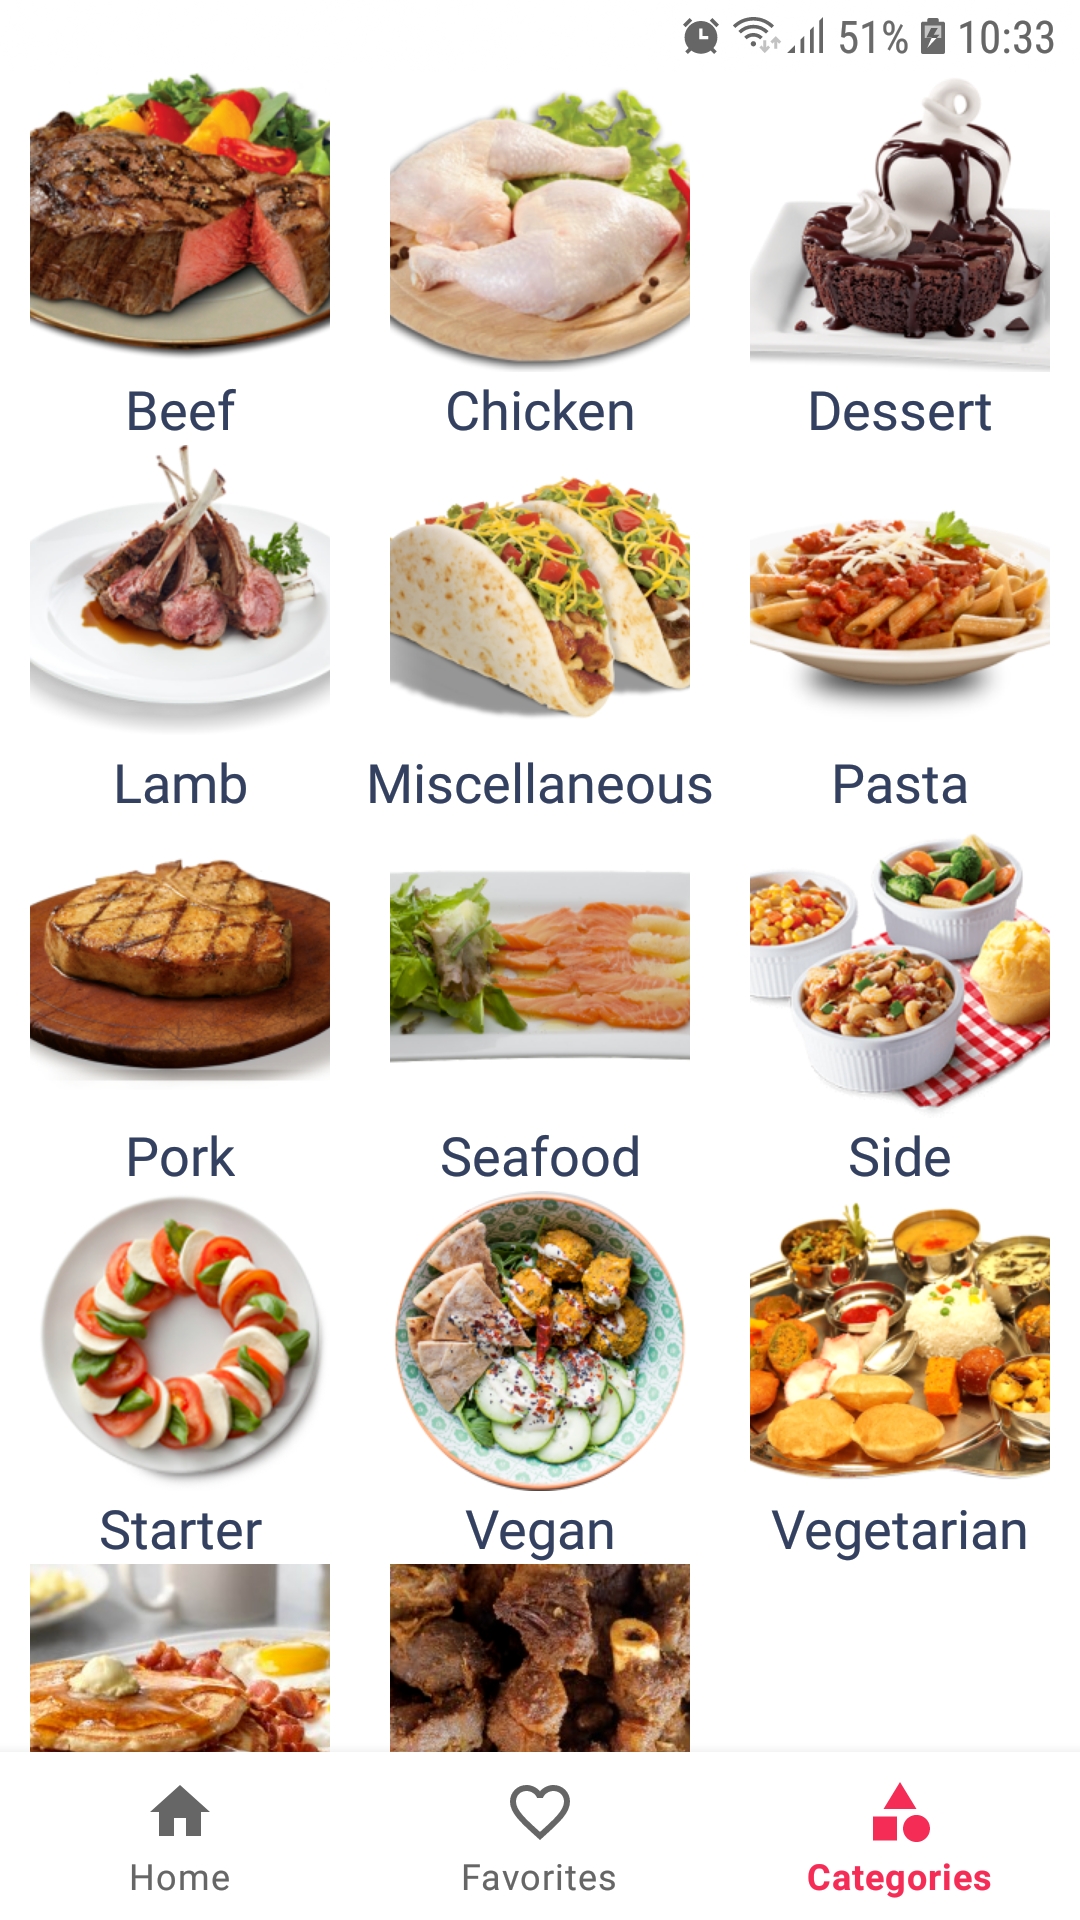 51% 10:33
Beef Chicken Dessert
Lamb Miscellaneous Pasta
Pork Seafood Side
Starter Vegan Vegetarian
Home Favorites Categories